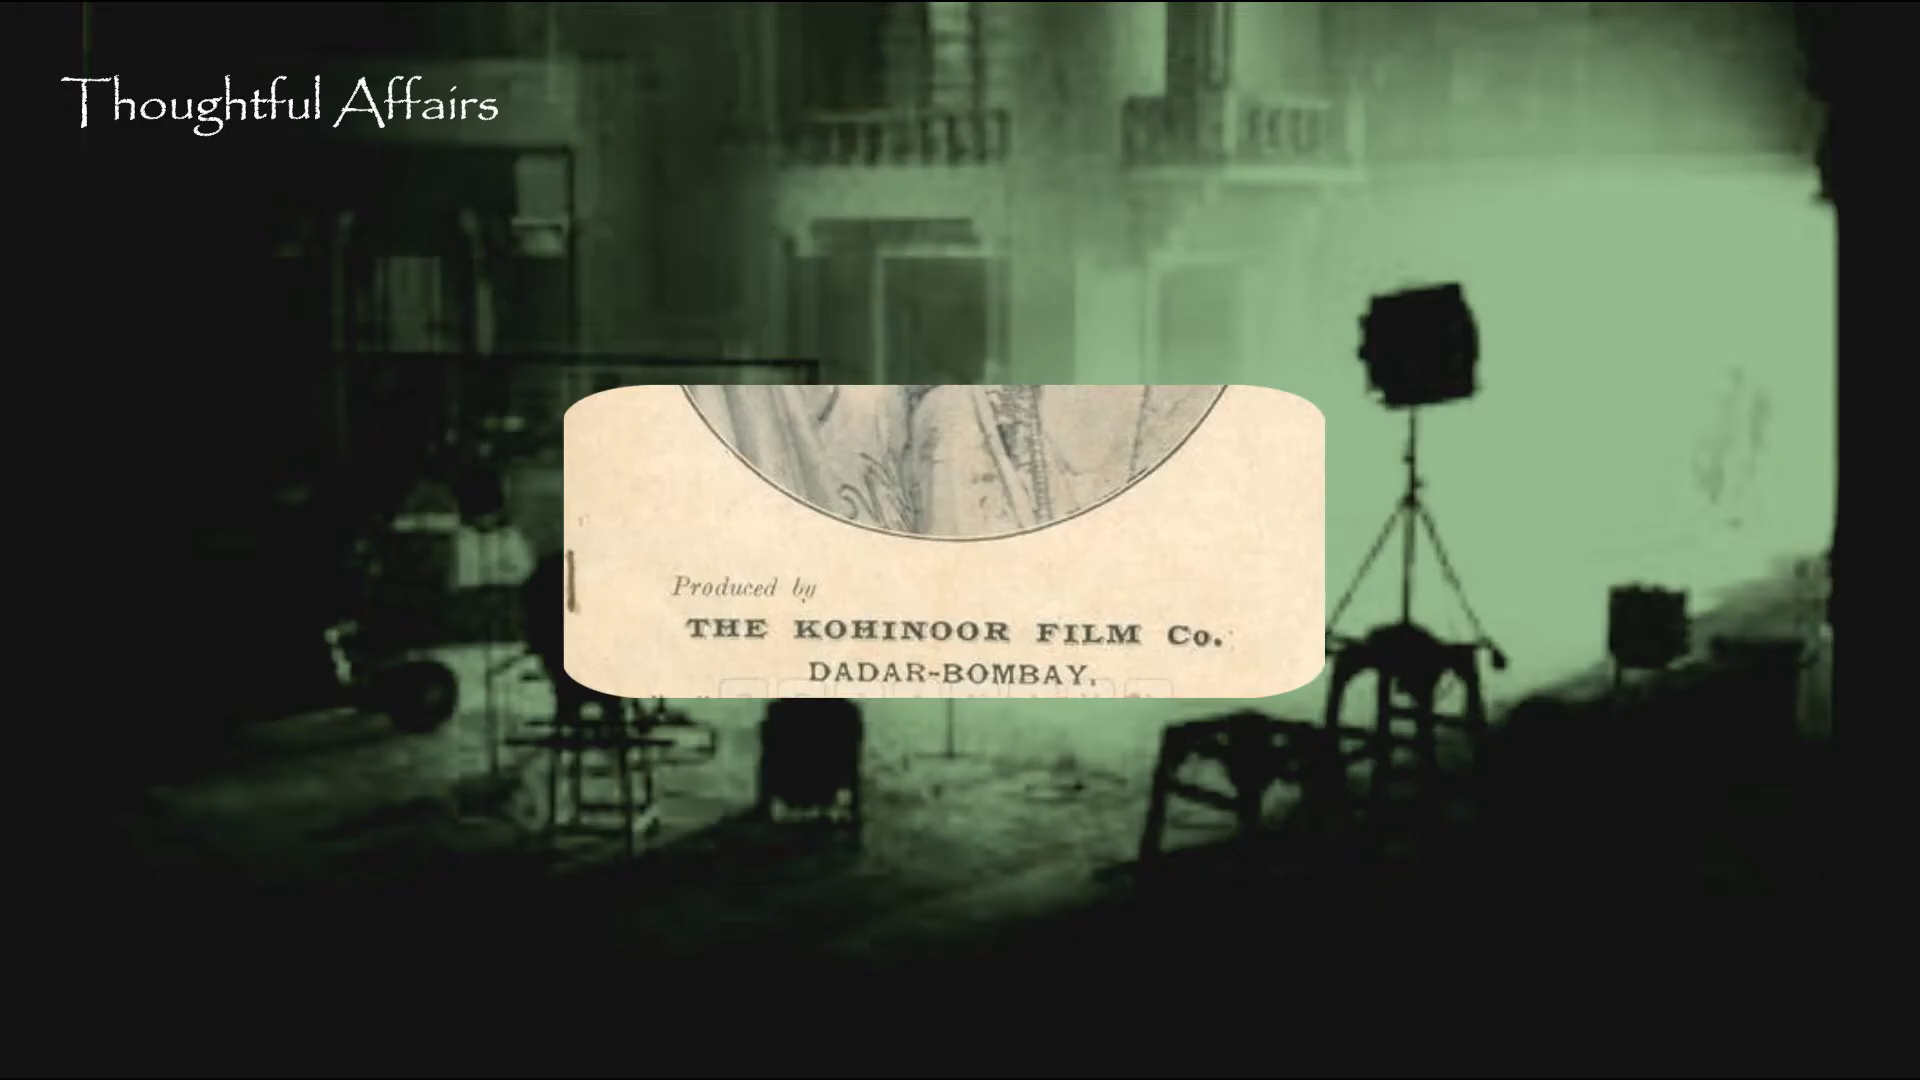 Thoughtful Affairs
Produced by
THE KOHINOOR FILM Co.
DADAR-BOMBAY.